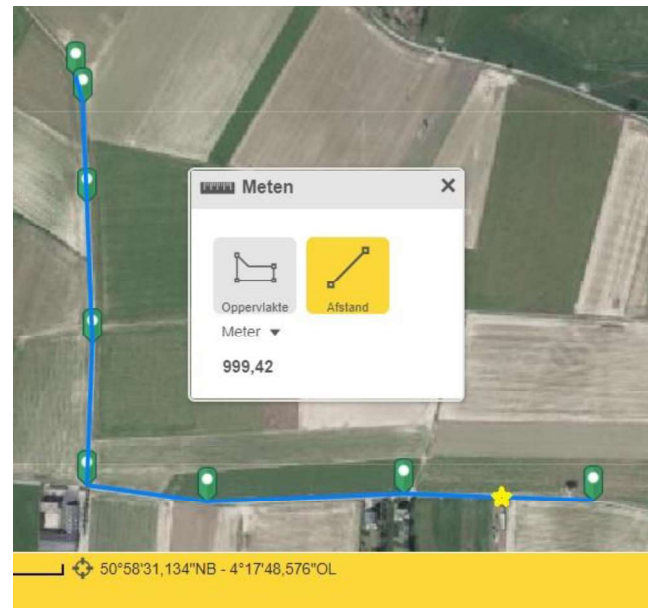 Meten
Oppervlakte
Afstand
Meter
999,42
50°58'31,134"NB - 4°17'48,576"OL